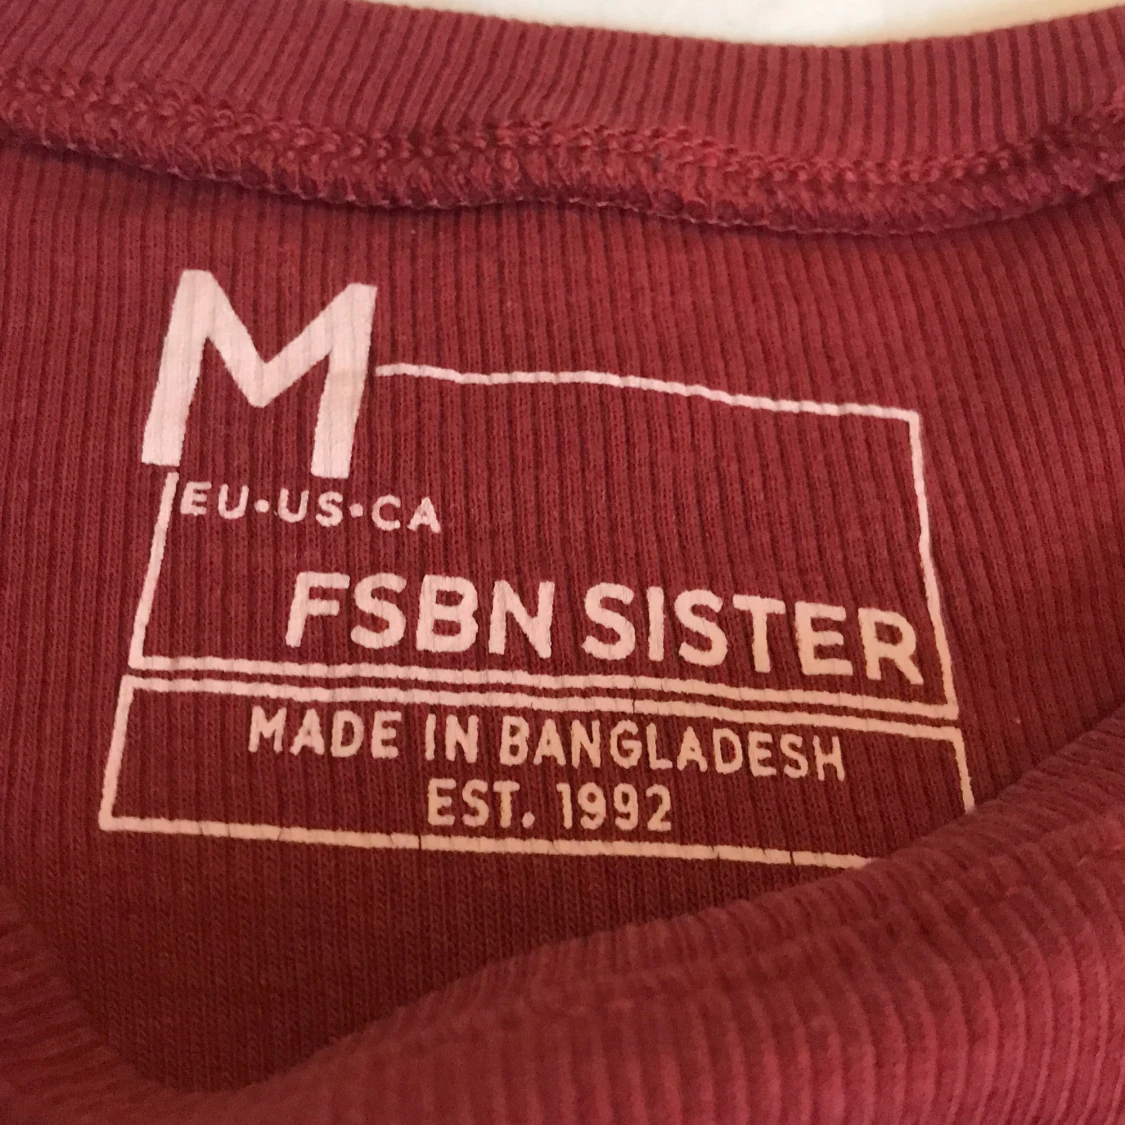 M
EU•US•CA
FSBN SISTER
MADE IN BANGLADESH
EST. 1992